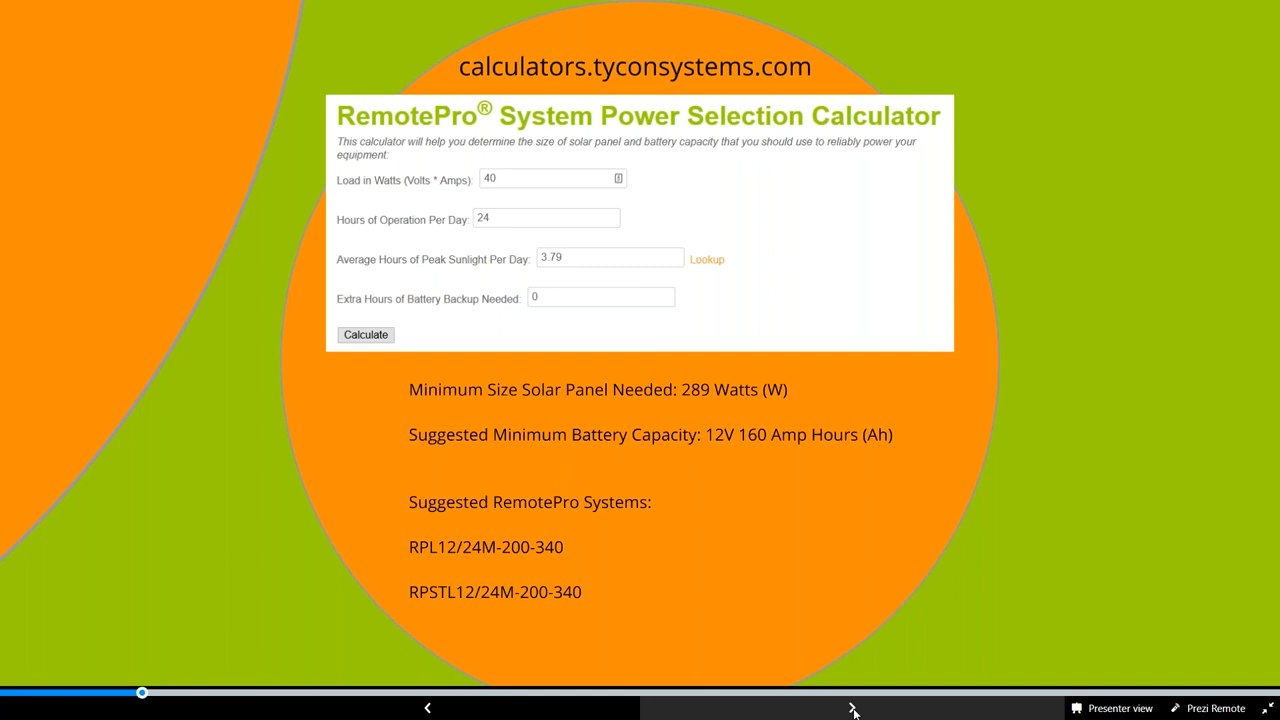 calculators.tyconsystems.com
RemotePro® System Power Selection Calculator
This calculator will help you determine the size of solar panel and battery capacity that you should use to reliably power your
equipment:
Load in Watts (Volts * Amps): 40
Hours of Operation Per Day: 24
Average Hours of Peak Sunlight Per Day: 3.79 Lookup
Extra Hours of Battery Backup Needed: 0
Calculate
Minimum Size Solar Panel Needed: 289 Watts (W)
Suggested Minimum Battery Capacity: 12V 160 Amp Hours (Ah)
Suggested RemotePro Systems:
RPL12/24M-200-340
RPSTL12/24M-200-340
Presenter view Prezi Remote